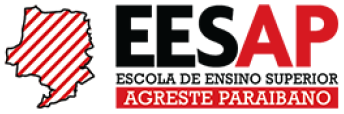 EESAP
ESCOLA DE ENSINO SUPERIOR
AGRESTE PARAIBANO